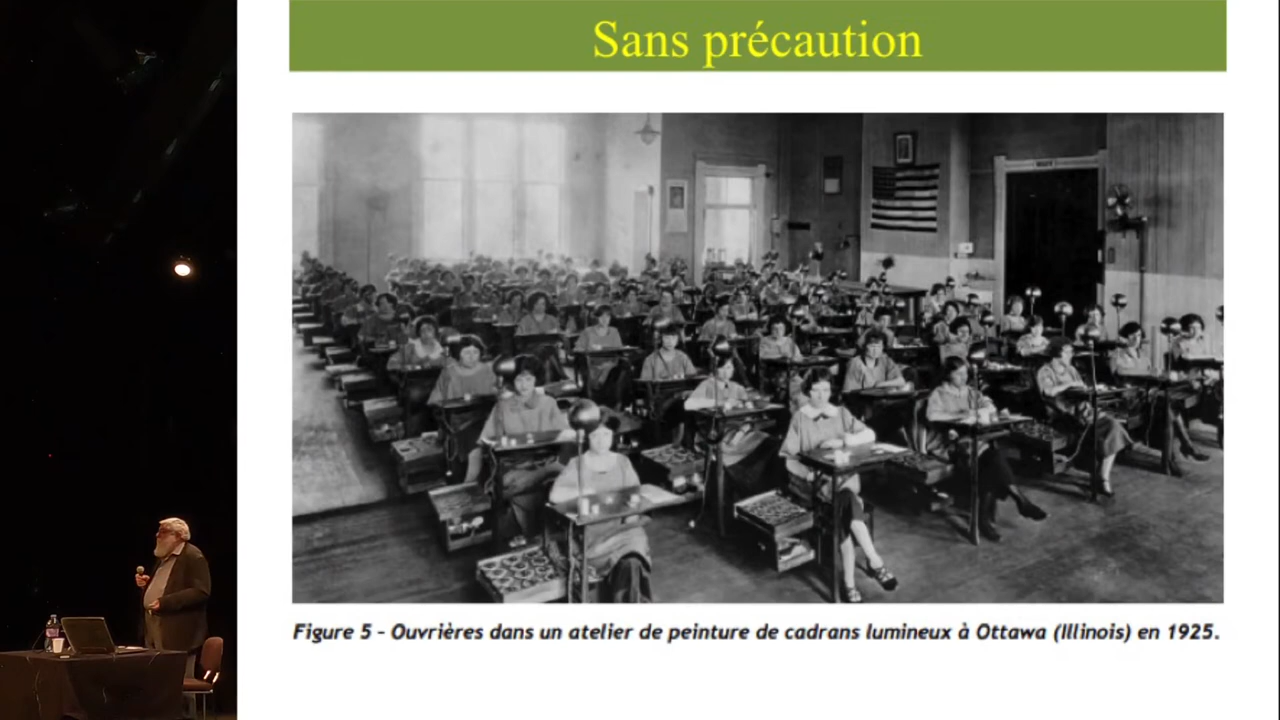 Sans précaution
Figure 5 - Ouvrières dans un atelier de peinture de cadrans lumineux à Ottawa (Illinois) en 1925.